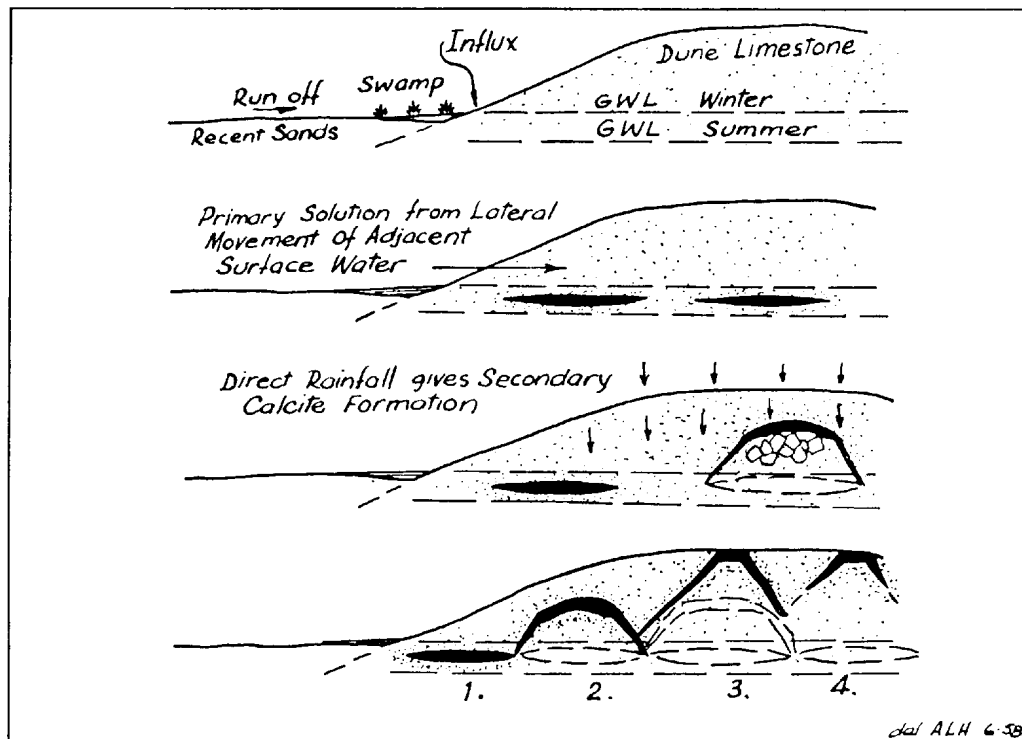 Influx
Dune Limestone
Swamp
Run off
GWL Winter
Recent Sands
GWL Summer
Primary Solution from Lateral
Movement of Adjacent
Surface Water
Direct Rainfall gives Secondary
Calcite Formation
1. 2. 3. 4.
del ALH 6·58